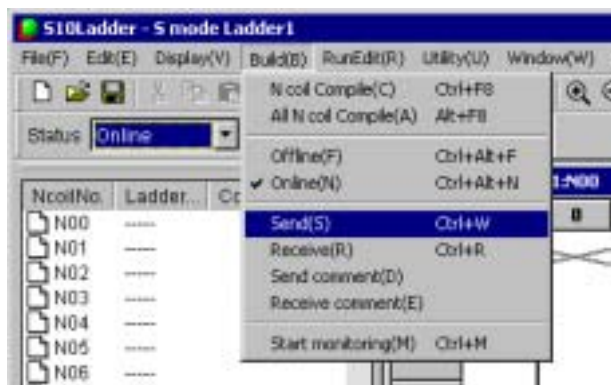 S10Ladder - S mode Ladder1
File(F) Edit(E) Display(V) Build(B) RunEdit(R) Utility(U) Window(W)
N coil Compile(C) Ctrl+F8
All N coil Compile(A) Alt+F8
Status Online
Offline(F) Ctrl+Alt+F
Online(N) Ctrl+Alt+N
1:N00
NcoilNo. Ladder... Co
0
N00 -----
Send(S) Ctrl+W
N01 -----
Receive(R) Ctrl+R
N02 -----
Send comment(D)
N03 -----
Receive comment(E)
N04 -----
N05 -----
Start monitoring(M) Ctrl+M
N06 -----